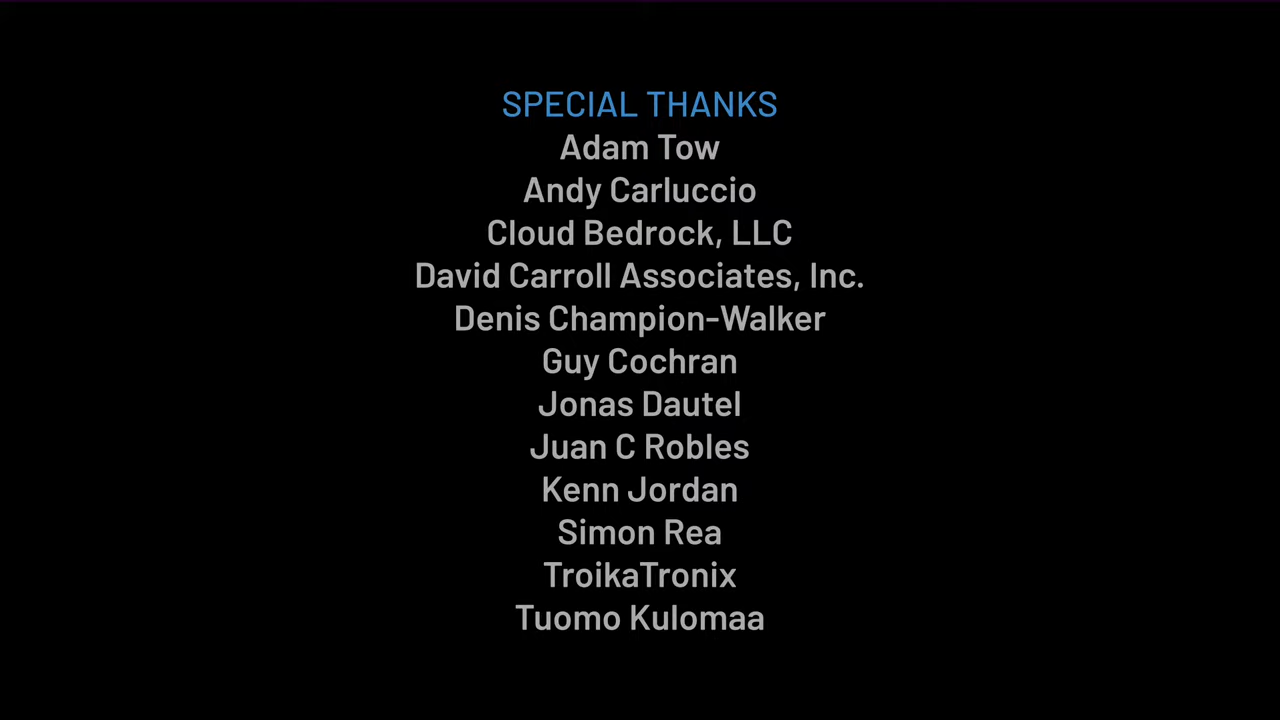 SPECIAL THANKS
Adam Tow
Andy Carluccio
Cloud Bedrock, LLC
David Carroll Associates, Inc.
Denis Champion-Walker
Guy Cochran
Jonas Dautel
Juan C Robles
Kenn Jordan
Simon Rea
TroikaTronix
Tuomo Kulomaa